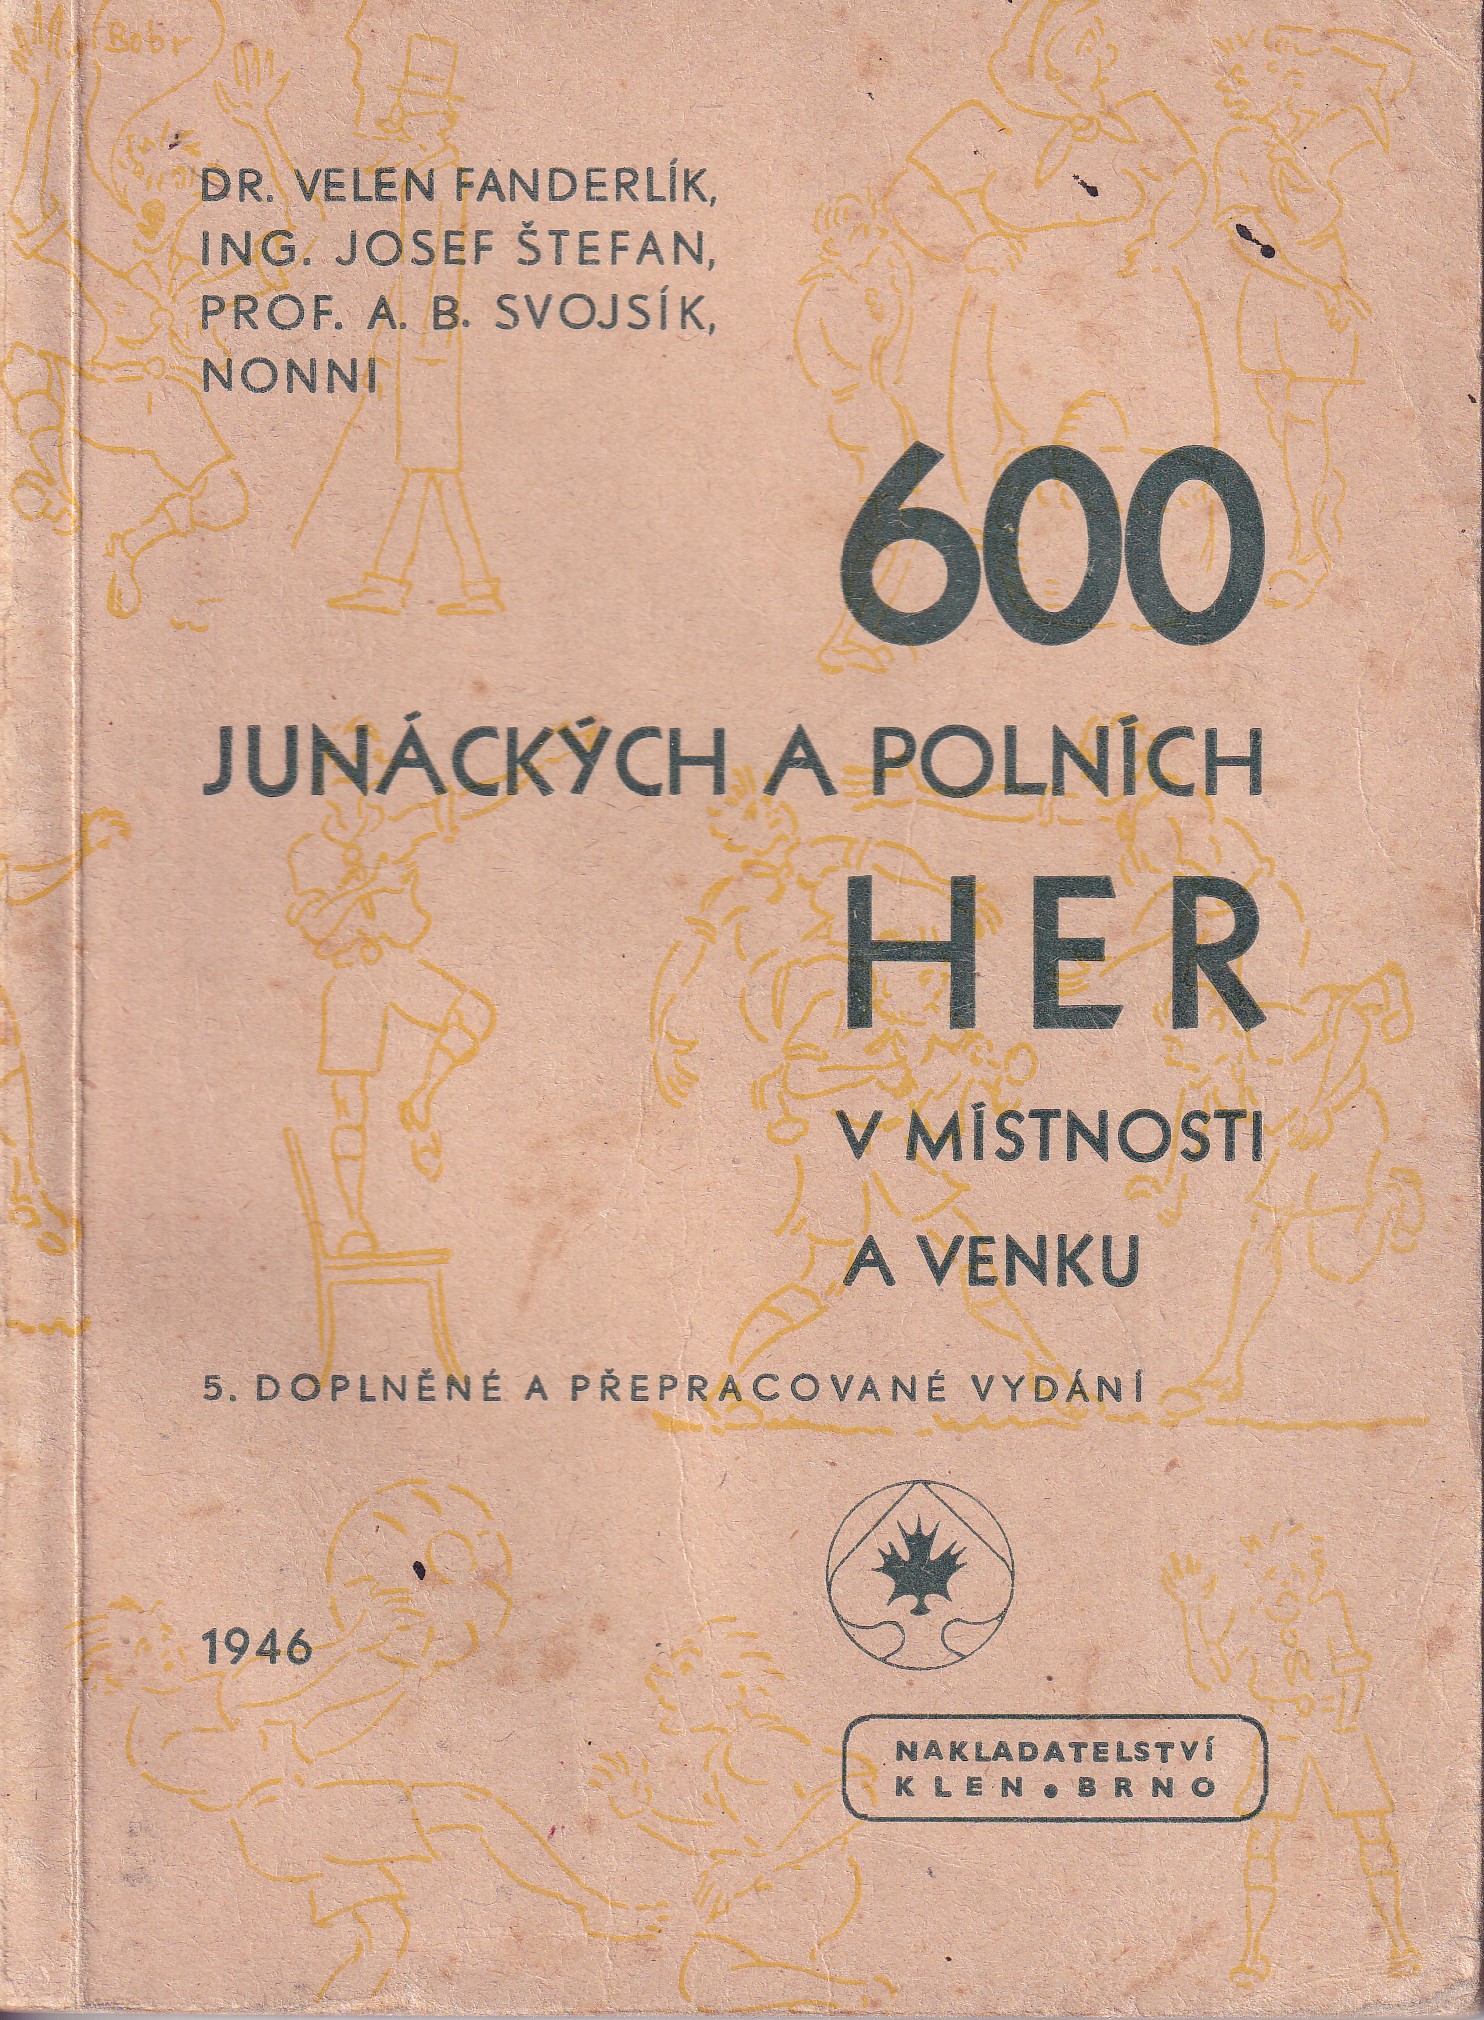 Bobr
DR. VELEN FANDERLÍK,
ING. JOSEF ŠTEFAN,
PROF. A. B. SVOJSÍK,
NONNI
600
JUNÁCKÝCH A POLNÍCH
HER
V MÍSTNOSTI
A VENKU
5. DOPLNĚNÉ A PŘEPRACOVANÉ VYDÁNÍ
1946
NAKLADATELSTVÍ
KLEN • BRNO